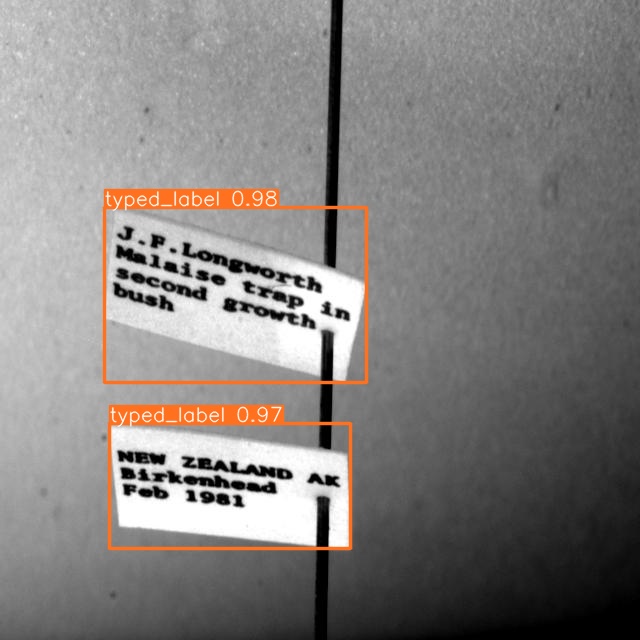 typed_label 0.98
J.F.Longworth
Malaise trap in
second growth
bush
typed_label 0.97
NEW ZEALAND AK
Birkenhead
Feb 1981